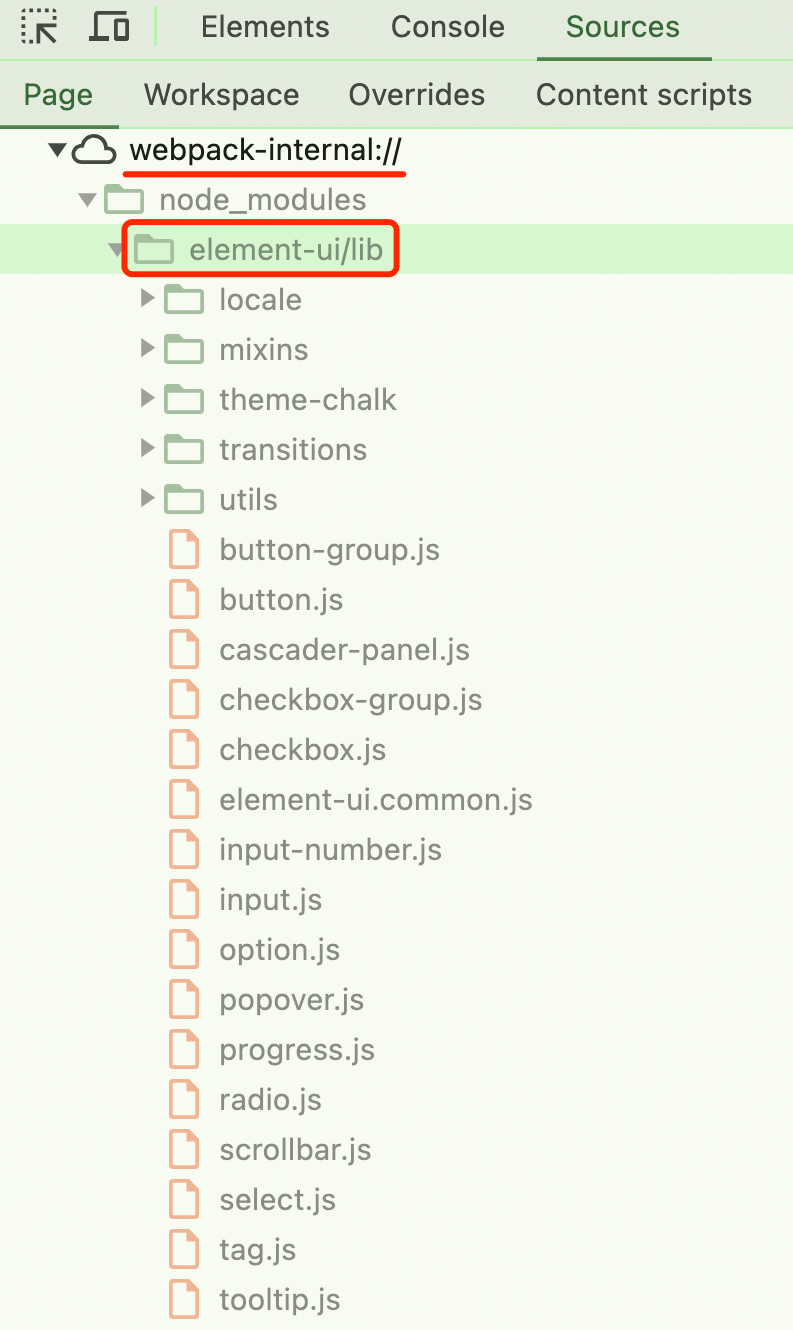 Elements Console Sources
Page Workspace Overrides Content scripts
webpack-internal://
node_modules
element-ui/lib
locale
mixins
theme-chalk
transitions
utils
button-group.js
button.js
cascader-panel.js
checkbox-group.js
checkbox.js
element-ui.common.js
input-number.js
input.js
option.js
popover.js
progress.js
radio.js
scrollbar.js
select.js
tag.js
tooltip.js